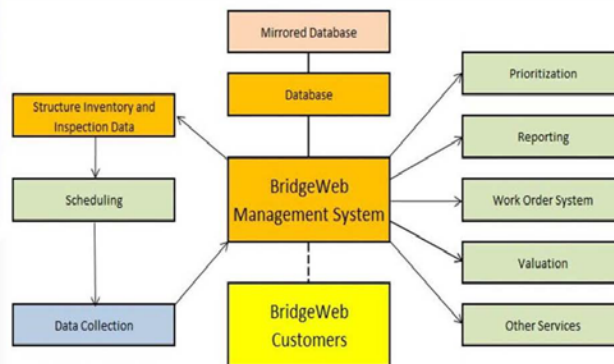 Mirrored Database
Database
Structure Inventory and
Inspection Data
Scheduling
Data Collection
BridgeWeb
Management System
BridgeWeb
Customers
Prioritization
Reporting
Work Order System
Valuation
Other Services